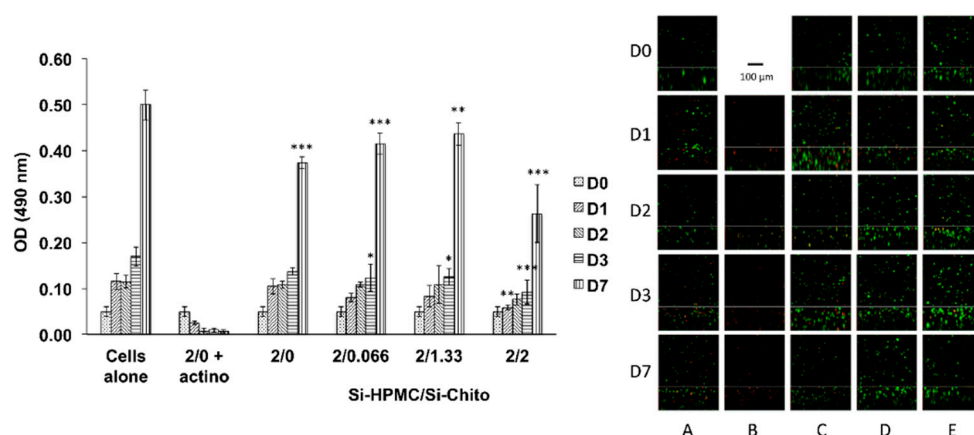 0.60
0.50
0.40
0.30
0.20
0.10
0.00
OD (490 nm)
***
***
**
***
*
*
**
***
D0
D1
D2
D3
D7
Cells alone
2/0 + actino
2/0
2/0.066
2/1.33
2/2
Si-HPMC/Si-Chito
D0
100 µm
D1
D2
D3
D7
A B C D E